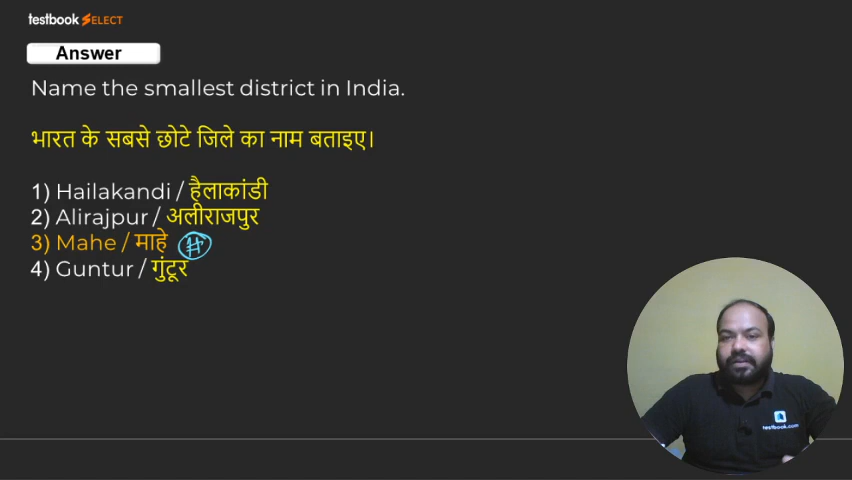 testbook SELECT
Answer
Name the smallest district in India.
भारत के सबसे छोटे जिले का नाम बताइए।
1) Hailakandi / हैलाकांडी
2) Alirajpur / अलीराजपुर
3) Mahe / माहे #
4) Guntur / गुंटूर
testbook.com